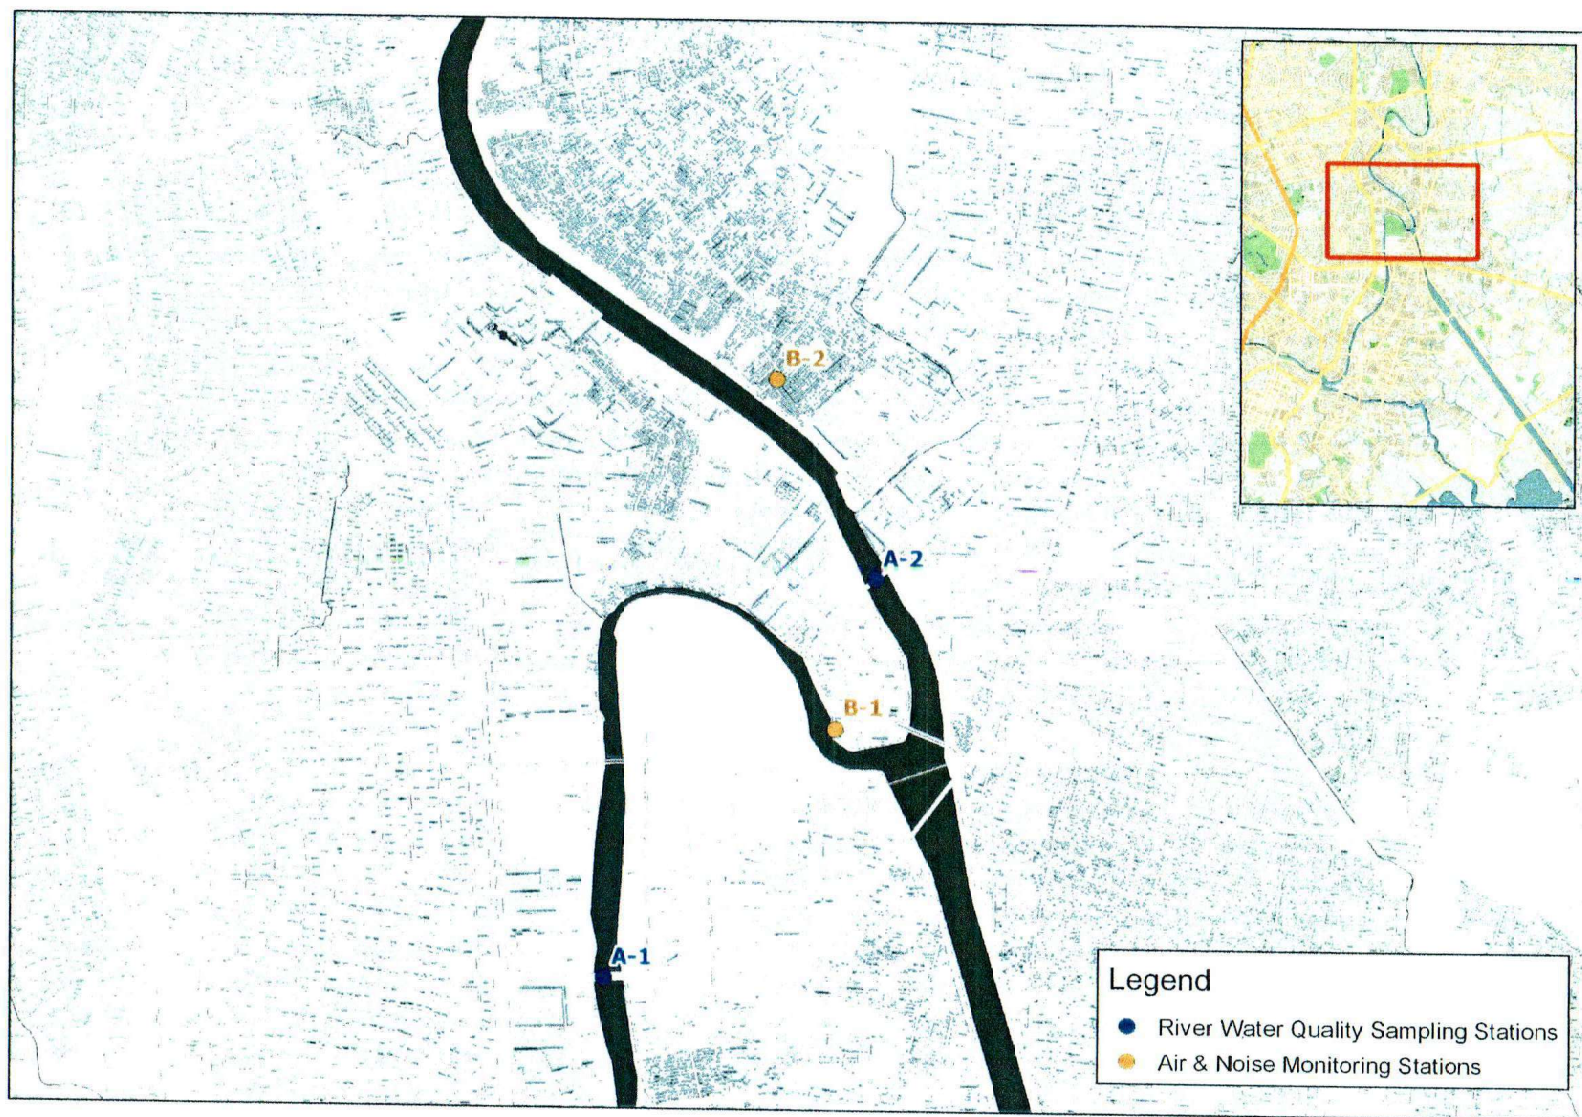 B-2
A-2
B-1
A-1
Legend
River Water Quality Sampling Stations
Air & Noise Monitoring Stations